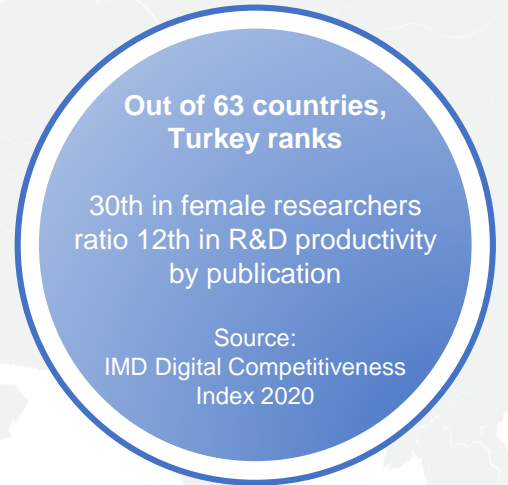 Out of 63 countries,
Turkey ranks
30th in female researchers
ratio 12th in R&D productivity
by publication
Source:
IMD Digital Competitiveness
Index 2020